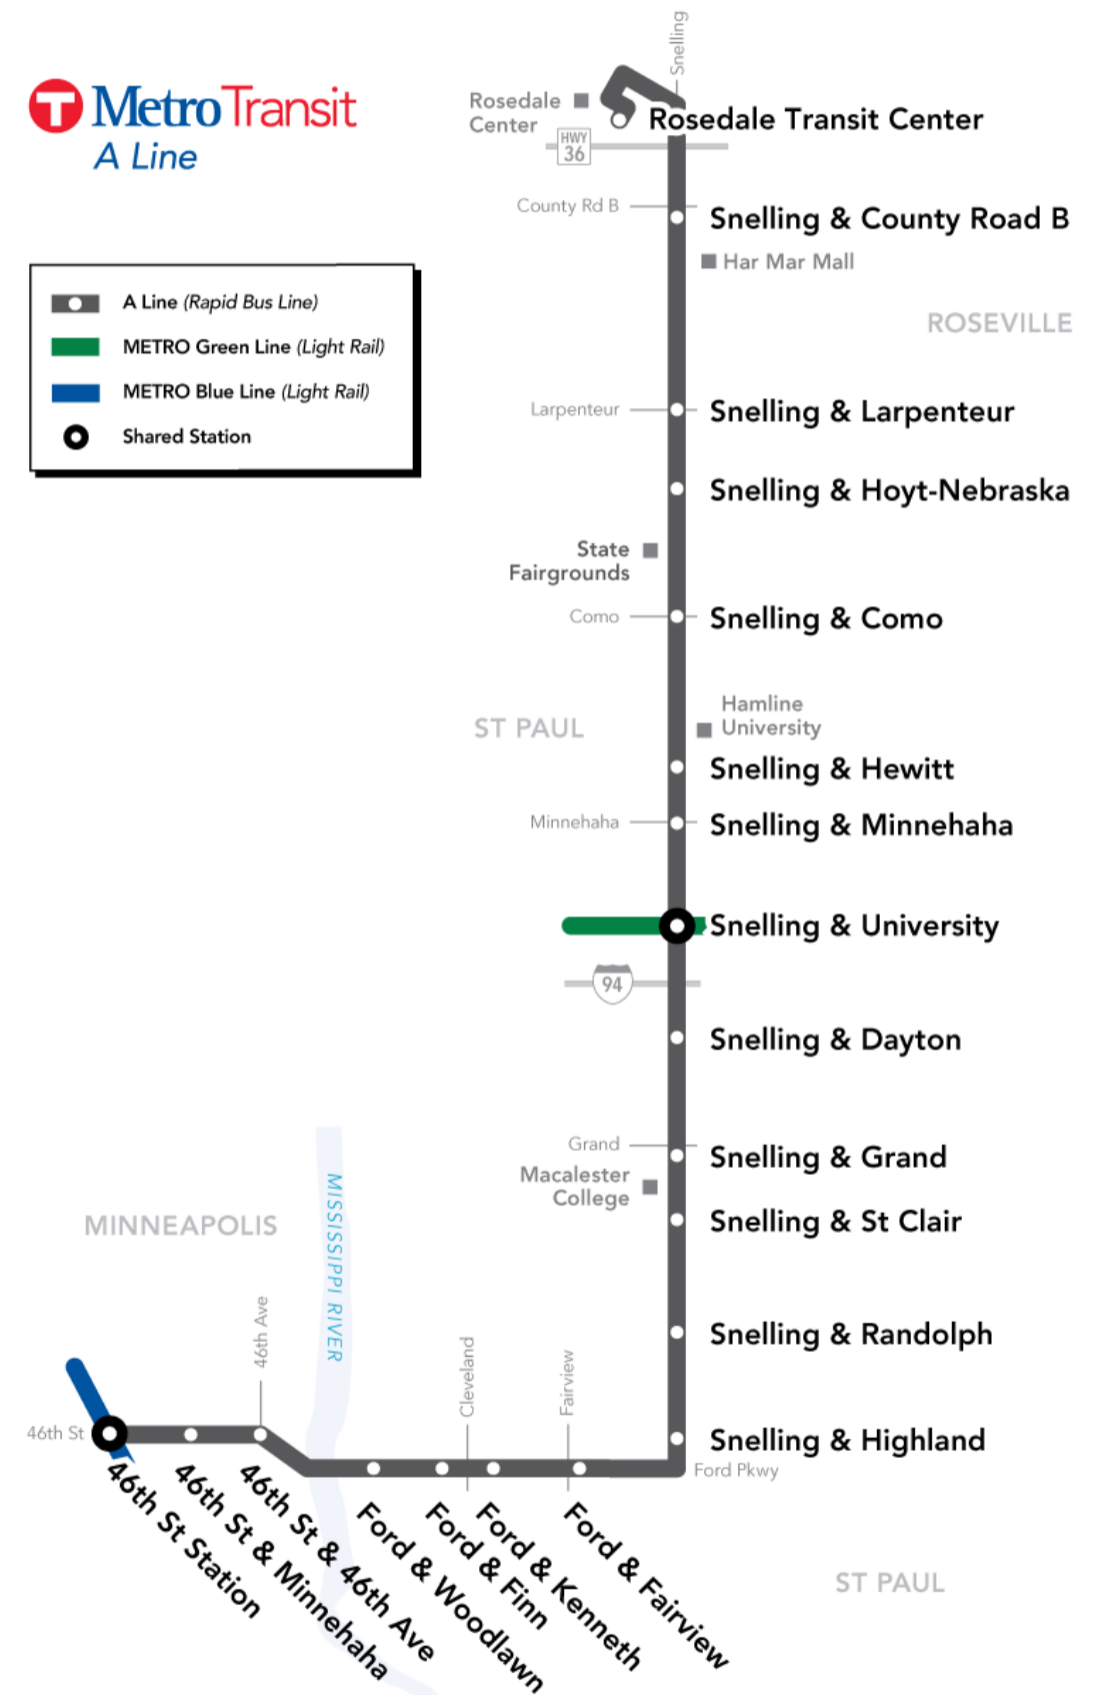 Snelling
MetroTransit
A Line
Rosedale
Center
Rosedale Transit Center
HWY
36
County Rd B
Snelling & County Road B
Har Mar Mall
ROSEVILLE
A Line (Rapid Bus Line)
METRO Green Line (Light Rail)
METRO Blue Line (Light Rail)
Shared Station
Larpenteur
Snelling & Larpenteur
Snelling & Hoyt-Nebraska
State
Fairgrounds
Como
Snelling & Como
Hamline
University
ST PAUL
Snelling & Hewitt
Minnehaha
Snelling & Minnehaha
Snelling & University
94
Snelling & Dayton
Grand
Snelling & Grand
Macalester
College
Snelling & St Clair
MINNEAPOLIS
MISSISSIPPI RIVER
Snelling & Randolph
46th Ave
Cleveland
Fairview
46th St
Snelling & Highland
Ford Pkwy
46th St Station
46th St & Minnehaha
46th St & 46th Ave
Ford & Woodlawn
Ford & Finn
Ford & Kenneth
Ford & Fairview
ST PAUL